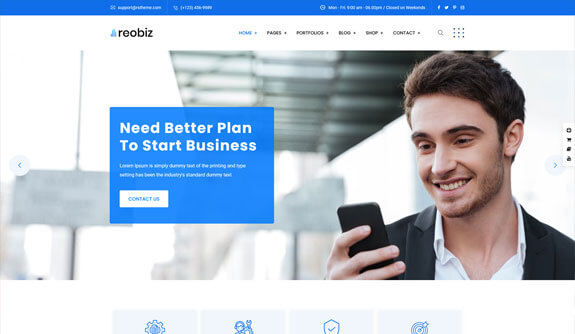 support@rstheme.com
(+123) 456-9989
Mon - Fri: 9:00 am - 06.00pm / Closed on Weekends
reobiz
HOME +
PAGES +
PORTFOLIOS +
BLOG +
SHOP +
CONTACT +
Need Better Plan
To Start Business
Lorem ipsum is simply dummy text of the printing and type
setting has been the industry's standard dummy text
CONTACT US